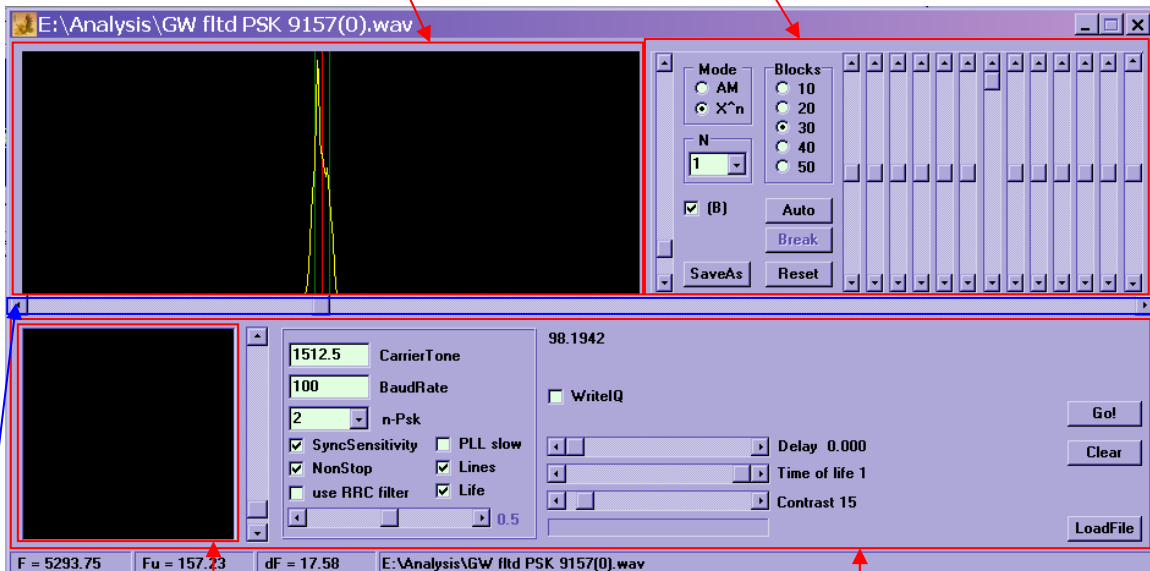 E:\Analysis\GW fltd PSK 9157(0).wav
Mode
AM
X^n
N
1
(B)
SaveAs
Blocks
10
20
30
40
50
Auto
Break
Reset
1512.5 CarrierTone
100 BaudRate
2 n-Psk
SyncSensitivity PLL slow
NonStop Lines
use RRC filter Life
0.5
98.1942
WriteIQ
Delay 0.000
Time of life 1
Contrast 15
Go!
Clear
LoadFile
F = 5293.75 Fu = 157.23 dF = 17.58 E:\Analysis\GW fltd PSK 9157(0).wav